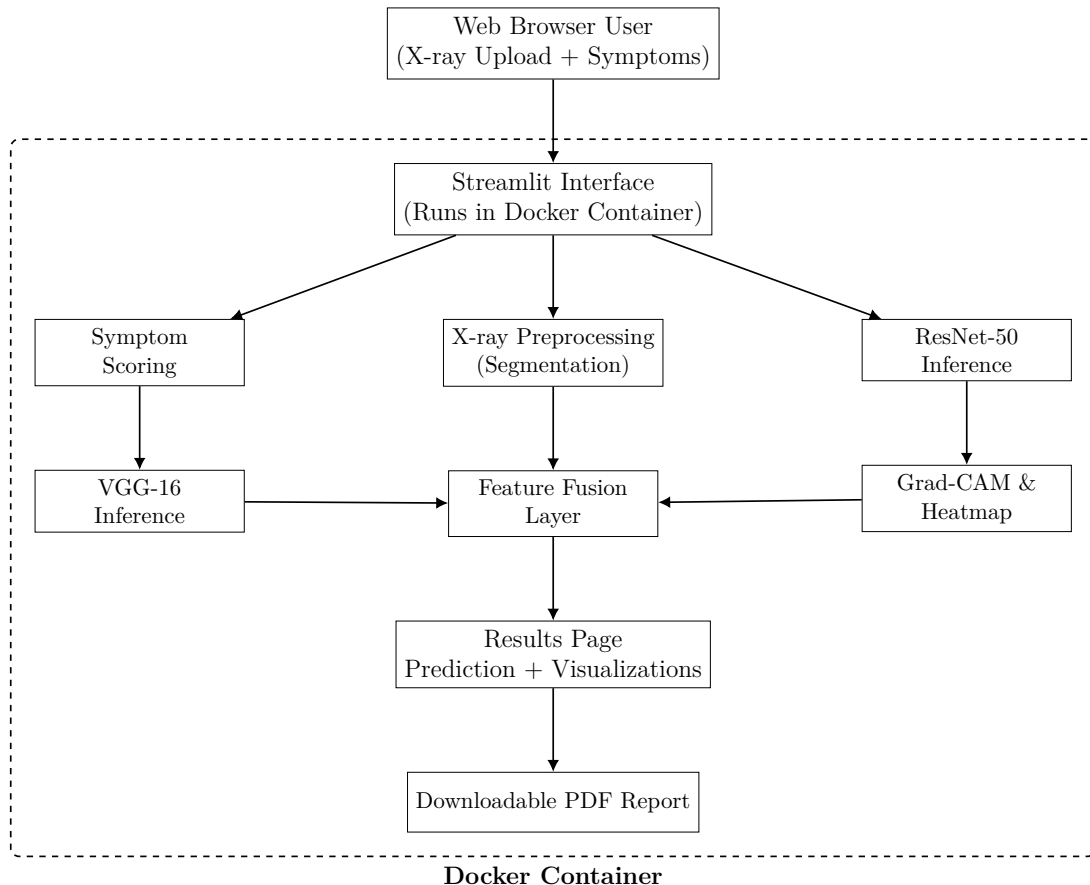 Web Browser User
(X-ray Upload + Symptoms)
Streamlit Interface
(Runs in Docker Container)
Symptom
Scoring
X-ray Preprocessing
(Segmentation)
ResNet-50
Inference
VGG-16
Inference
Feature Fusion
Layer
Grad-CAM &
Heatmap
Results Page
Prediction + Visualizations
Downloadable PDF Report
Docker Container